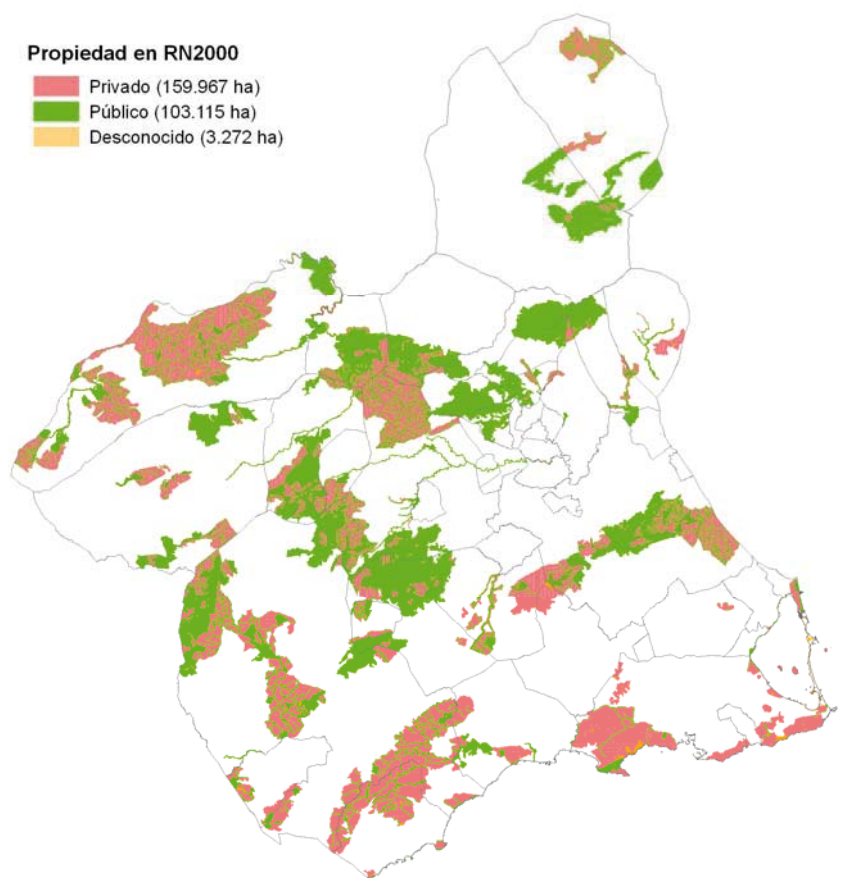 Propiedad en RN2000
Privado (159.967 ha)
Público (103.115 ha)
Desconocido (3.272 ha)